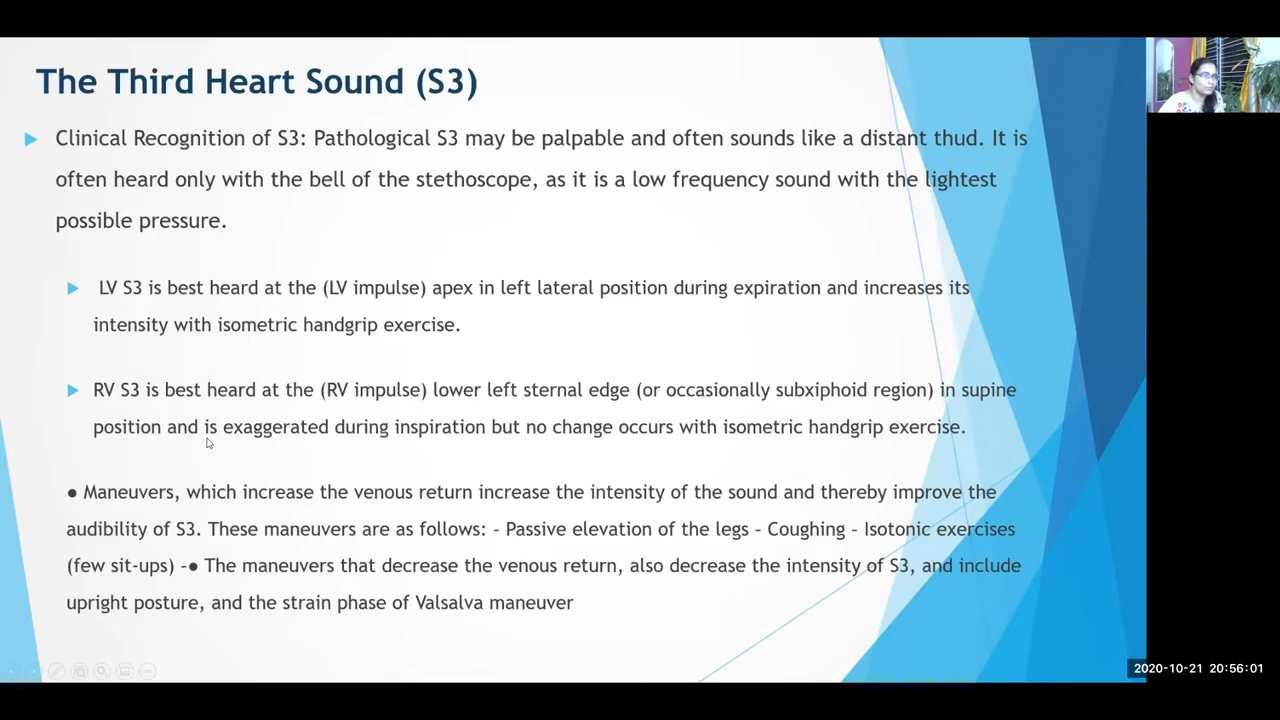 The Third Heart Sound (S3)
Clinical Recognition of S3: Pathological S3 may be palpable and often sounds like a distant thud. It is
often heard only with the bell of the stethoscope, as it is a low frequency sound with the lightest
possible pressure.
LV S3 is best heard at the (LV impulse) apex in left lateral position during expiration and increases its
intensity with isometric handgrip exercise.
RV S3 is best heard at the (RV impulse) lower left sternal edge (or occasionally subxiphoid region) in supine
position and is exaggerated during inspiration but no change occurs with isometric handgrip exercise.
● Maneuvers, which increase the venous return increase the intensity of the sound and thereby improve the
audibility of S3. These maneuvers are as follows: – Passive elevation of the legs – Coughing – Isotonic exercises
(few sit-ups) –● The maneuvers that decrease the venous return, also decrease the intensity of S3, and include
upright posture, and the strain phase of Valsalva maneuver
2020-10-21 20:56:01